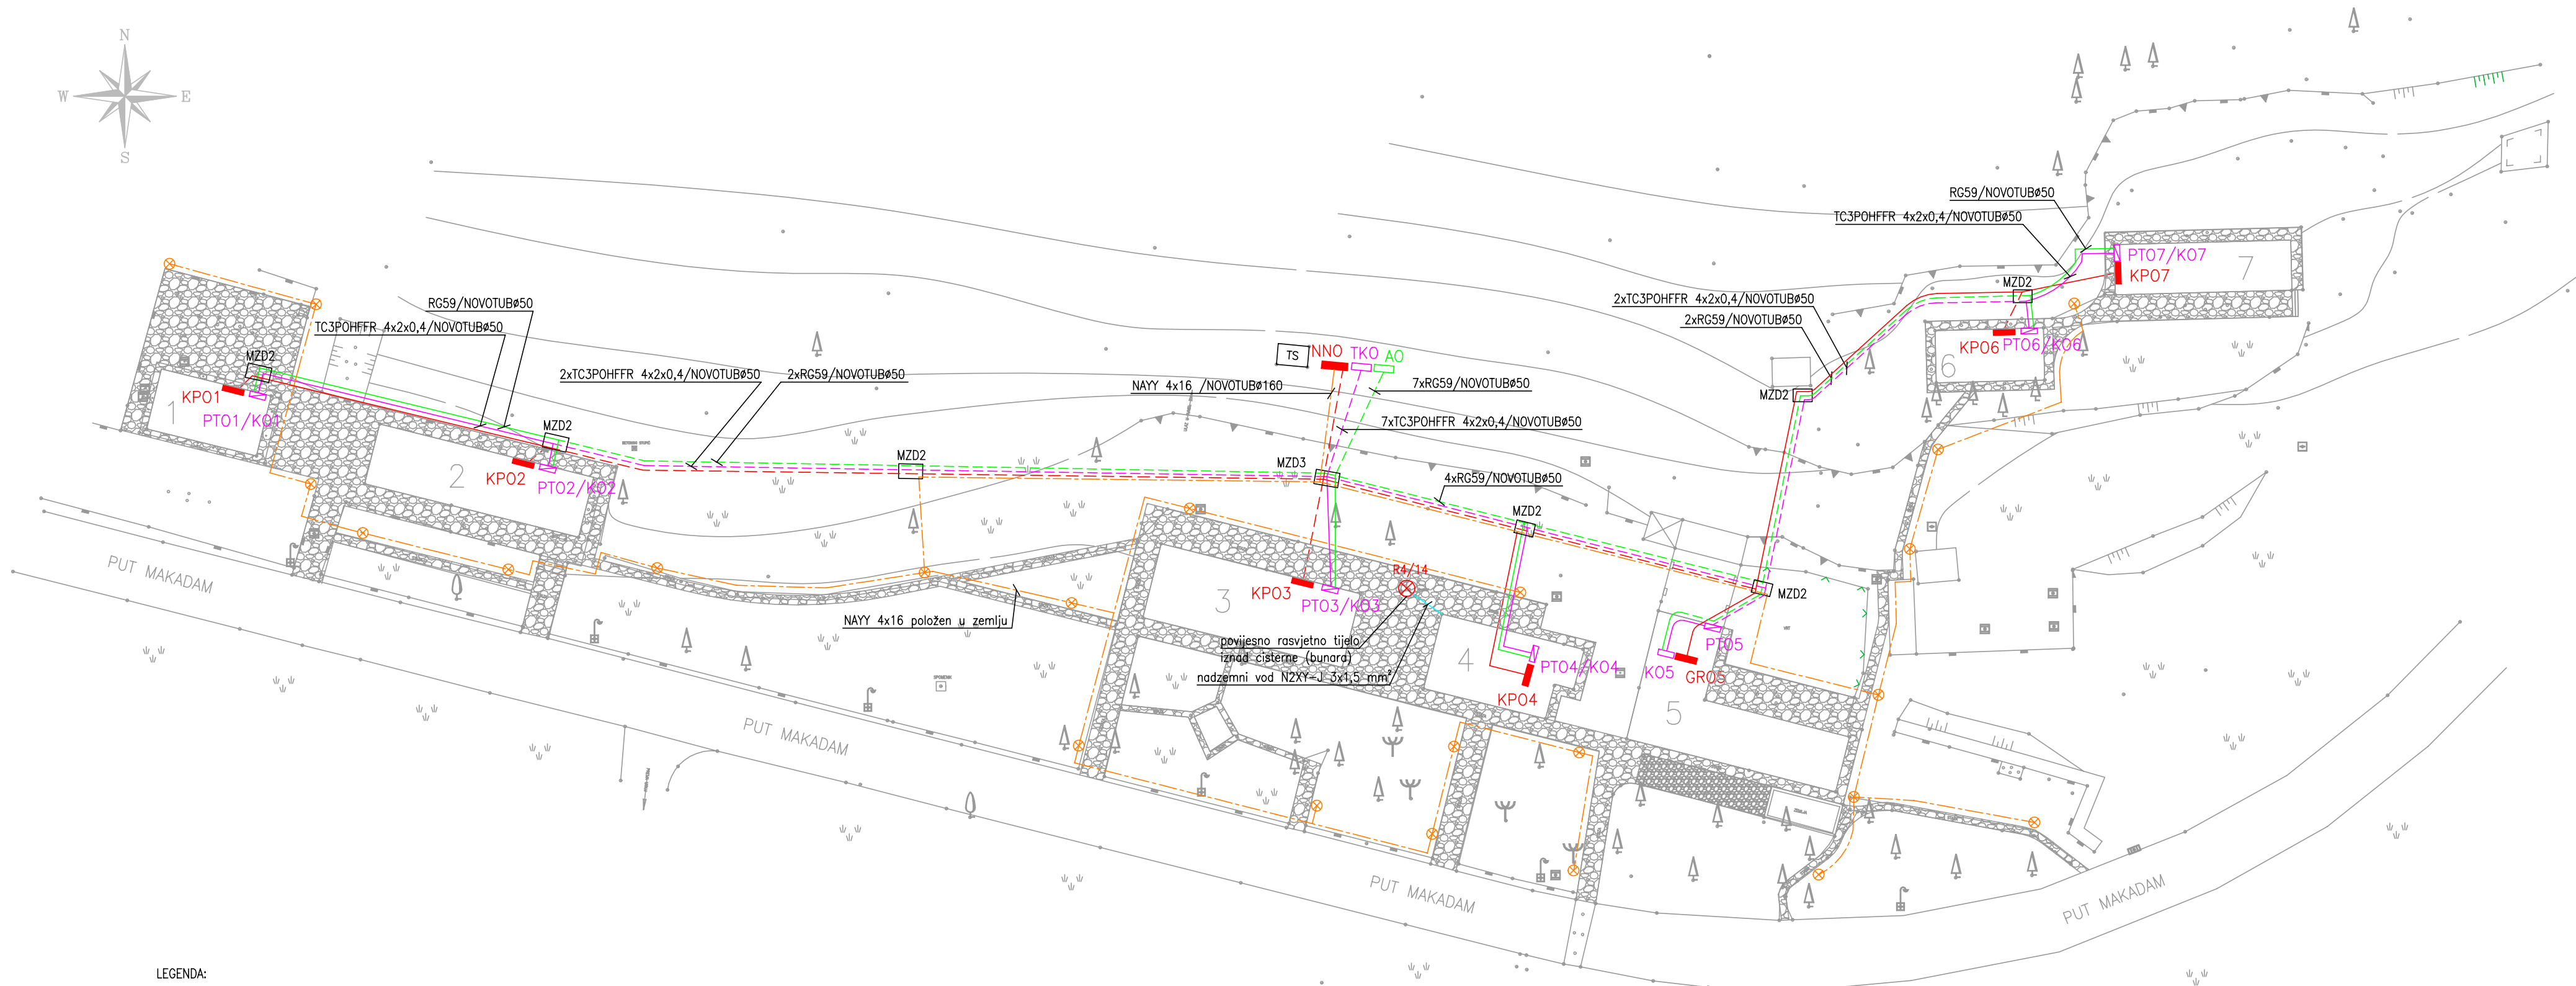 N
W
E
S
RG59/NOVOTUBø50
TC3POHFFR 4x2x0,4/NOVOTUBø50
MZD2
KP01
1
PT01/K01
2xTC3POHFFR 4x2x0,4/NOVOTUBø50
2xRG59/NOVOTUBø50
MZD2
KP02
2
PT02/K02
MZD2
TS
NNO
TKO
AO
NAYY 4x16 /NOVOTUBø160
7xRG59/NOVOTUBø50
7xTC3POHFFR 4x2x0,4/NOVOTUBø50
MZD3
4xRG59/NOVOTUBø50
MZD2
RG59/NOVOTUBø50
TC3POHFFR 4x2x0,4/NOVOTUBø50
2xTC3POHFFR 4x2x0,4/NOVOTUBø50
2xRG59/NOVOTUBø50
MZD2
MZD2
PT07/K07
KP07
7
KP06
PT06/K06
6
MZD2
PT05
K05
GR05
5
KP03
3
PT03/K03
R4/14
povijesno rasvjetno tijelo
iznad cisterne (bunard)
nadzemni vod N2XY-J 3x1,5 mm²
4
PT04/K04
KP04
NAYY 4x16 položen u zemlju
PUT MAKADAM
PUT MAKADAM
PUT MAKADAM
PUT MAKADAM
SPOMENIK
VRT
LEGENDA: